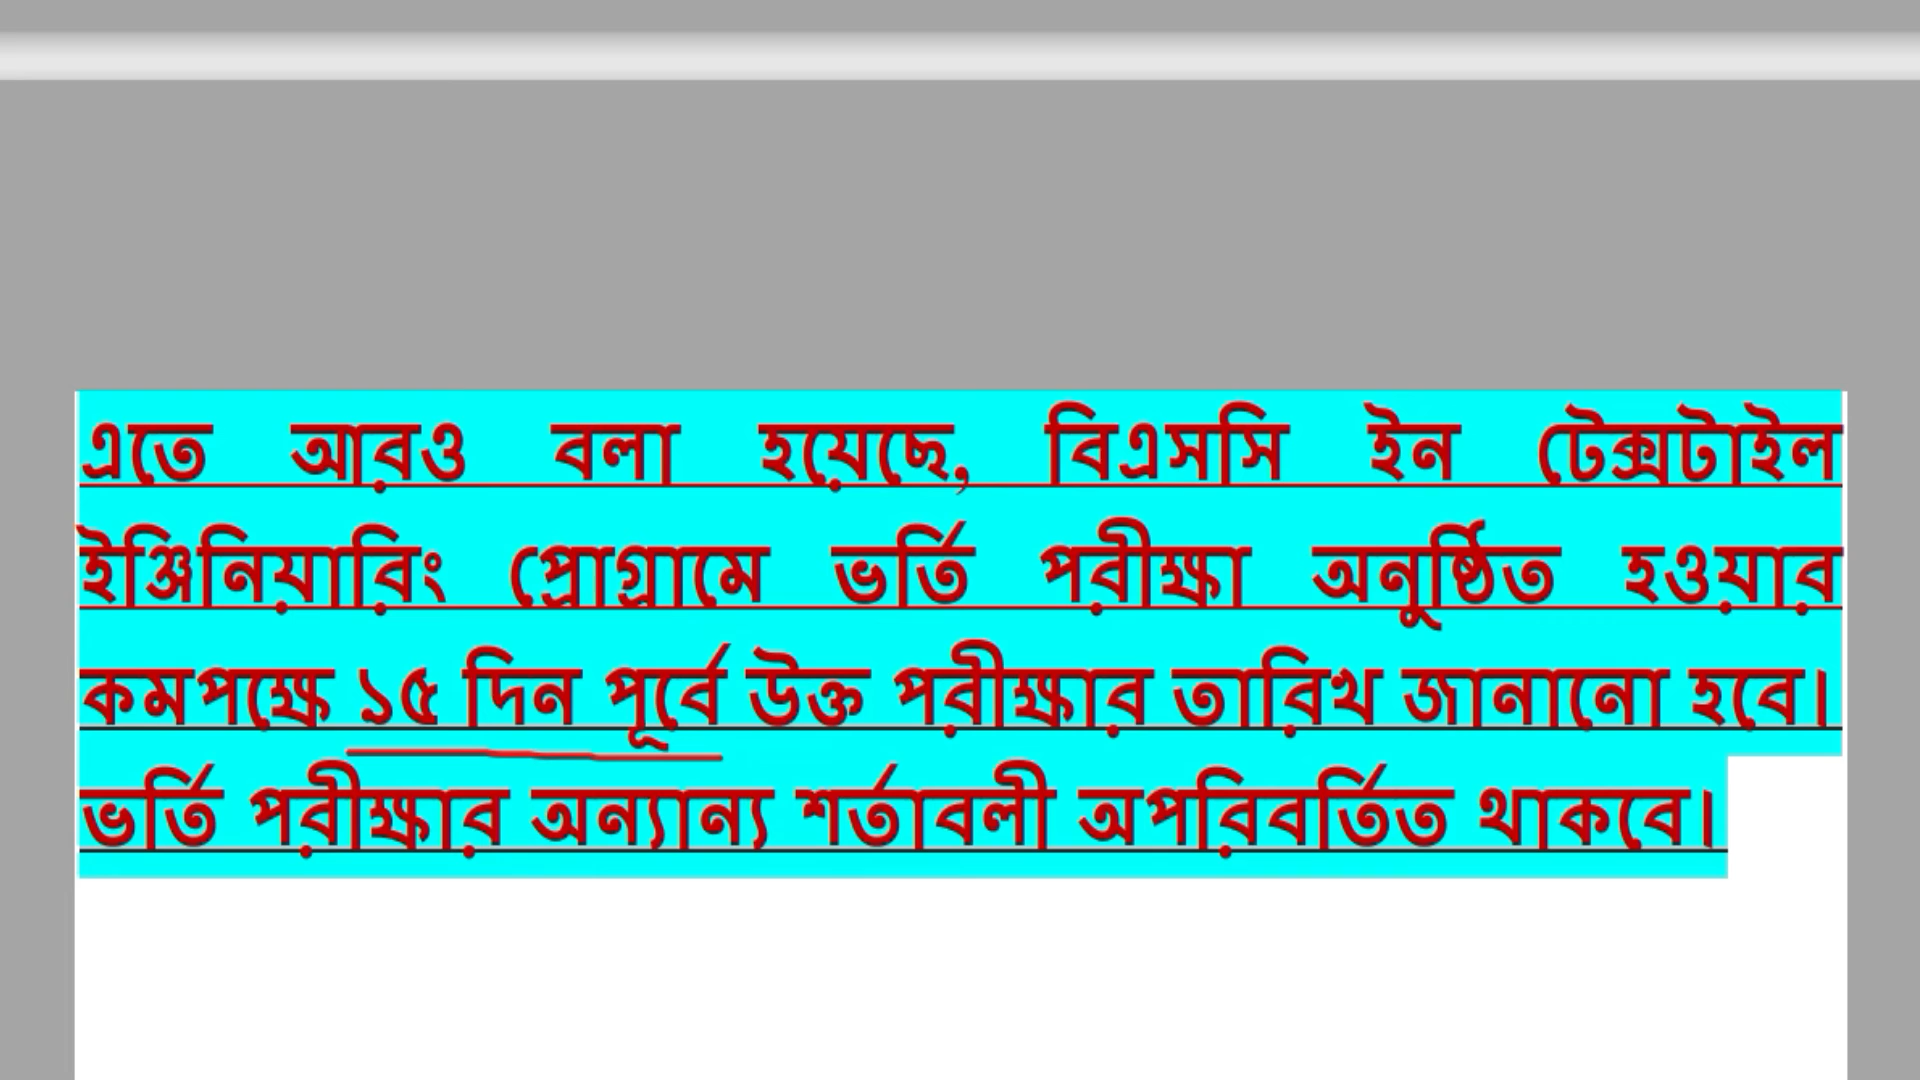 এতে আরও বলা হয়েছে, বিএসসি ইন টেক্সটাইল
ইঞ্জিনিয়ারিং প্রোগ্রামে ভর্তি পরীক্ষা অনুষ্ঠিত হওয়ার
কমপক্ষে ১৫ দিন পূর্বে উক্ত পরীক্ষার তারিখ জানানো হবে।
ভর্তি পরীক্ষার অন্যান্য শর্তাবলী অপরিবর্তিত থাকবে।